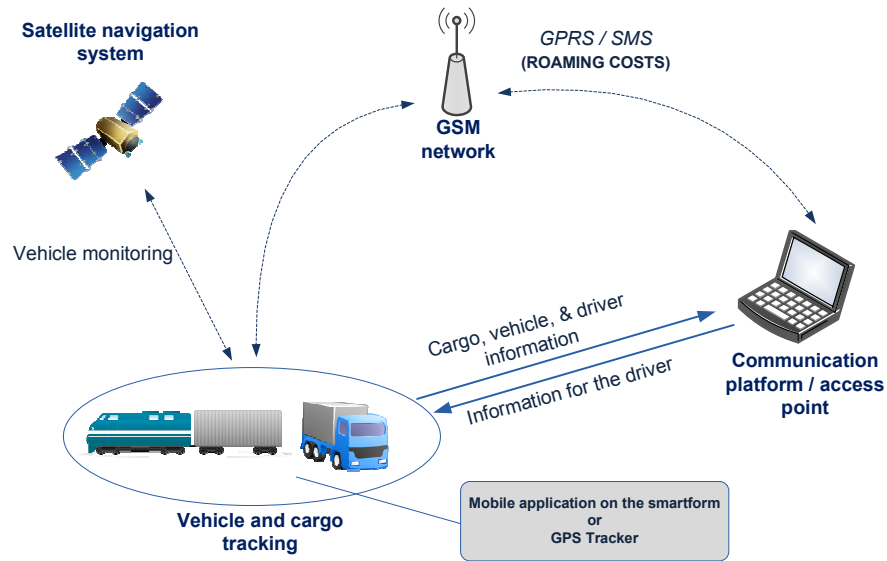 Satellite navigation
system
GPRS / SMS
(ROAMING COSTS)
GSM
network
Vehicle monitoring
Cargo, vehicle, & driver
information
Information for the driver
Communication
platform / access
point
Mobile application on the smartform
or
GPS Tracker
Vehicle and cargo
tracking